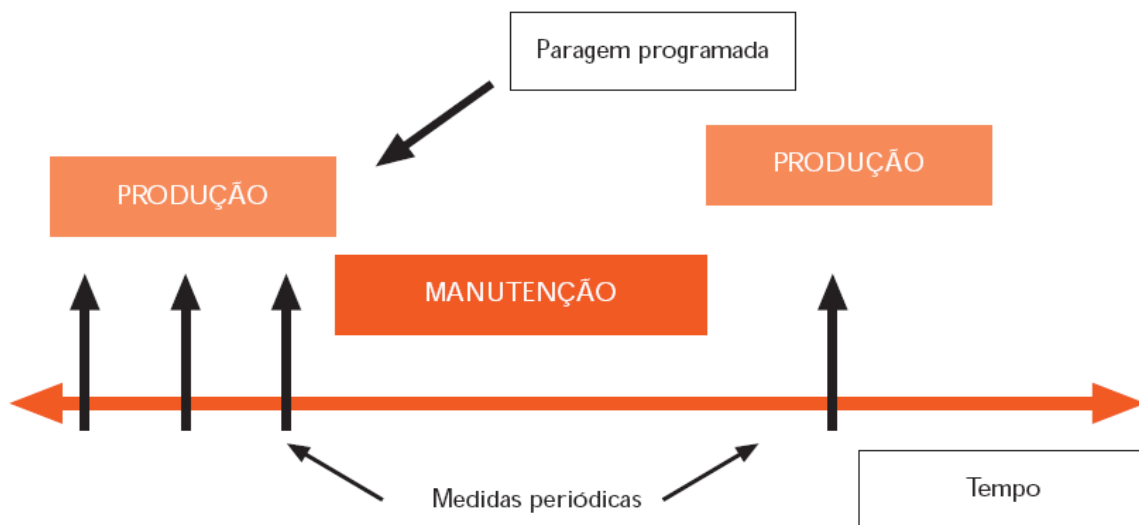 Paragem programada
PRODUÇÃO
PRODUÇÃO
MANUTENÇÃO
Medidas periódicas
Tempo